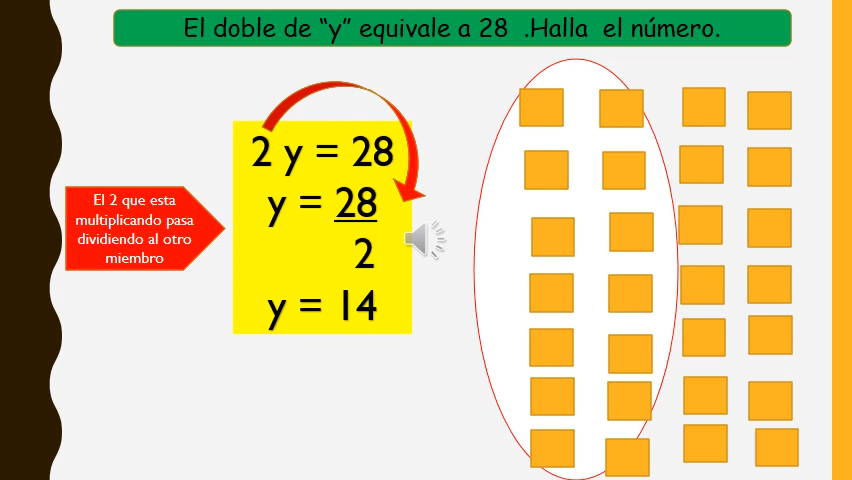 El doble de “y” equivale a 28  .Halla  el número.
2 y = 28
y = 28
2
y = 14
El 2 que esta
multiplicando pasa
dividiendo al otro
miembro